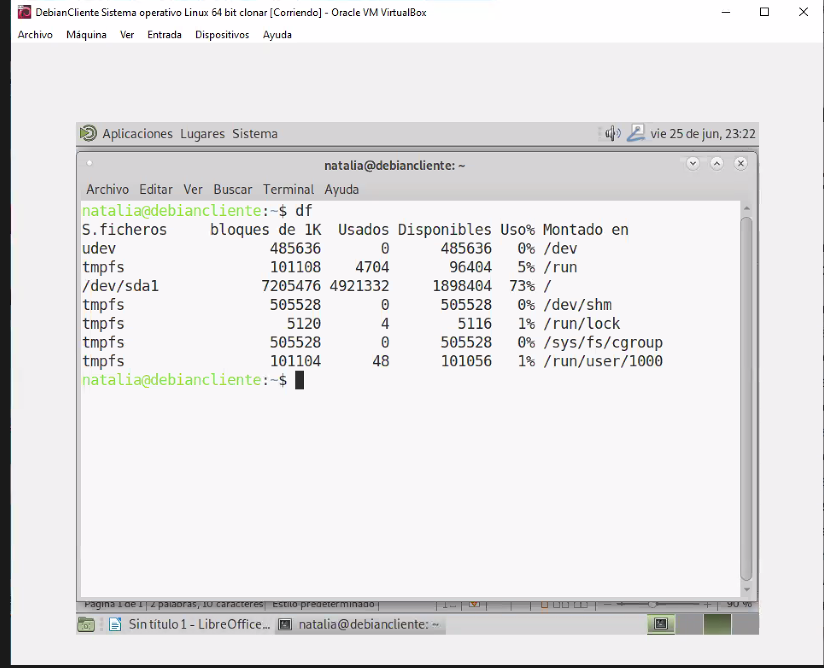 DebianCliente Sistema operativo Linux 64 bit clonar [Corriendo] - Oracle VM VirtualBox
Archivo Máquina Ver Entrada Dispositivos Ayuda
Aplicaciones Lugares Sistema vie 25 de jun, 23:22
natalia@debiancliente: ~
Archivo Editar Ver Buscar Terminal Ayuda
natalia@debiancliente:~$ df
S.ficheros bloques de 1K Usados Disponibles Uso% Montado en
udev 485636 0 485636 0% /dev
tmpfs 101108 4704 96404 5% /run
/dev/sda1 7205476 4921332 1898404 73% /
tmpfs 505528 0 505528 0% /dev/shm
tmpfs 5120 4 5116 1% /run/lock
tmpfs 505528 0 505528 0% /sys/fs/cgroup
tmpfs 101104 48 101056 1% /run/user/1000
natalia@debiancliente:~$
Página 1 de 1 2 palabras, 10 caracteres Estilo predeterminado 90 %
Sin título 1 - LibreOffice... natalia@debiancliente: ~